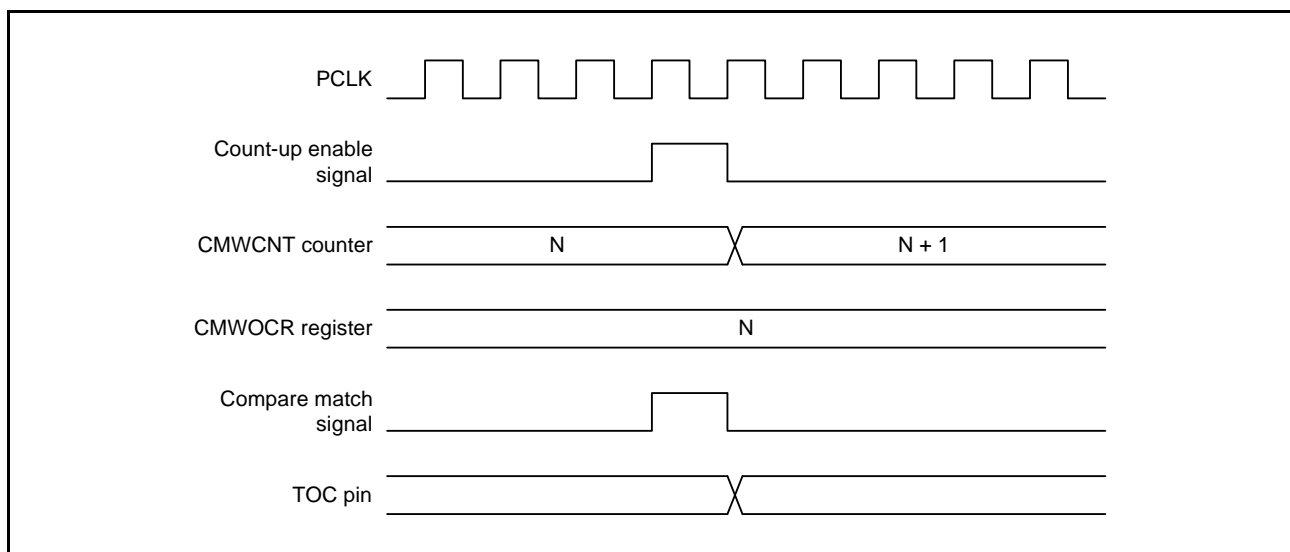 PCLK
Count-up enable
signal
CMWCNT counter
N
N + 1
CMWOCR register
N
Compare match
signal
TOC pin